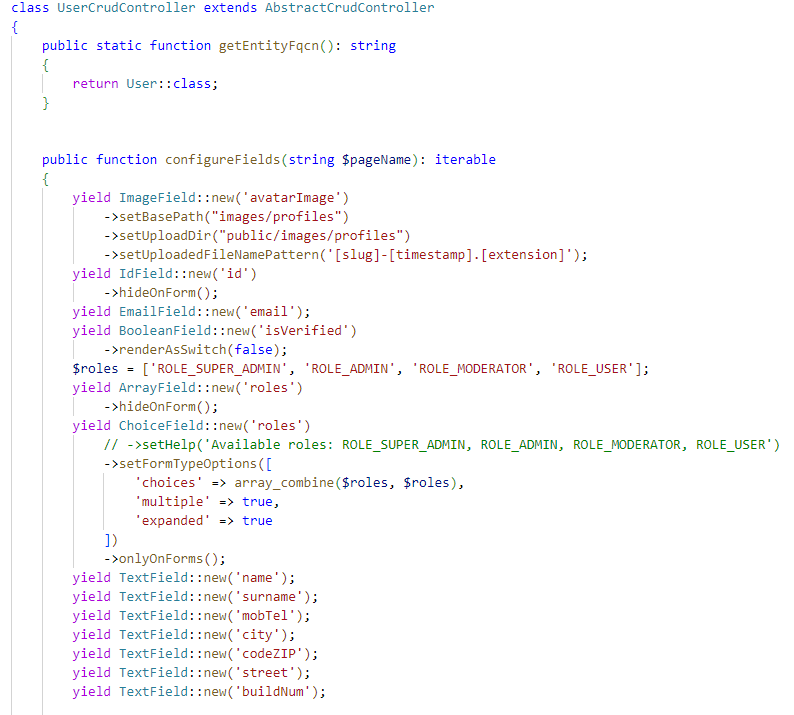 class UserCrudController extends AbstractCrudController
{
    public static function getEntityFqcn(): string
    {
        return User::class;
    }

    public function configureFields(string $pageName): iterable
    {
        yield ImageField::new('avatarImage')
            ->setBasePath("images/profiles")
            ->setUploadDir("public/images/profiles")
            ->setUploadedFileNamePattern('[slug]-[timestamp].[extension]');
        yield IdField::new('id')
            ->hideOnForm();
        yield EmailField::new('email');
        yield BooleanField::new('isVerified')
            ->renderAsSwitch(false);
        $roles = ['ROLE_SUPER_ADMIN', 'ROLE_ADMIN', 'ROLE_MODERATOR', 'ROLE_USER'];
        yield ArrayField::new('roles')
            ->hideOnForm();
        yield ChoiceField::new('roles')
            // ->setHelp('Available roles: ROLE_SUPER_ADMIN, ROLE_ADMIN, ROLE_MODERATOR, ROLE_USER')
            ->setFormTypeOptions([
                'choices' => array_combine($roles, $roles),
                'multiple' => true,
                'expanded' => true
            ])
            ->onlyOnForms();
        yield TextField::new('name');
        yield TextField::new('surname');
        yield TextField::new('mobTel');
        yield TextField::new('city');
        yield TextField::new('codeZIP');
        yield TextField::new('street');
        yield TextField::new('buildNum');